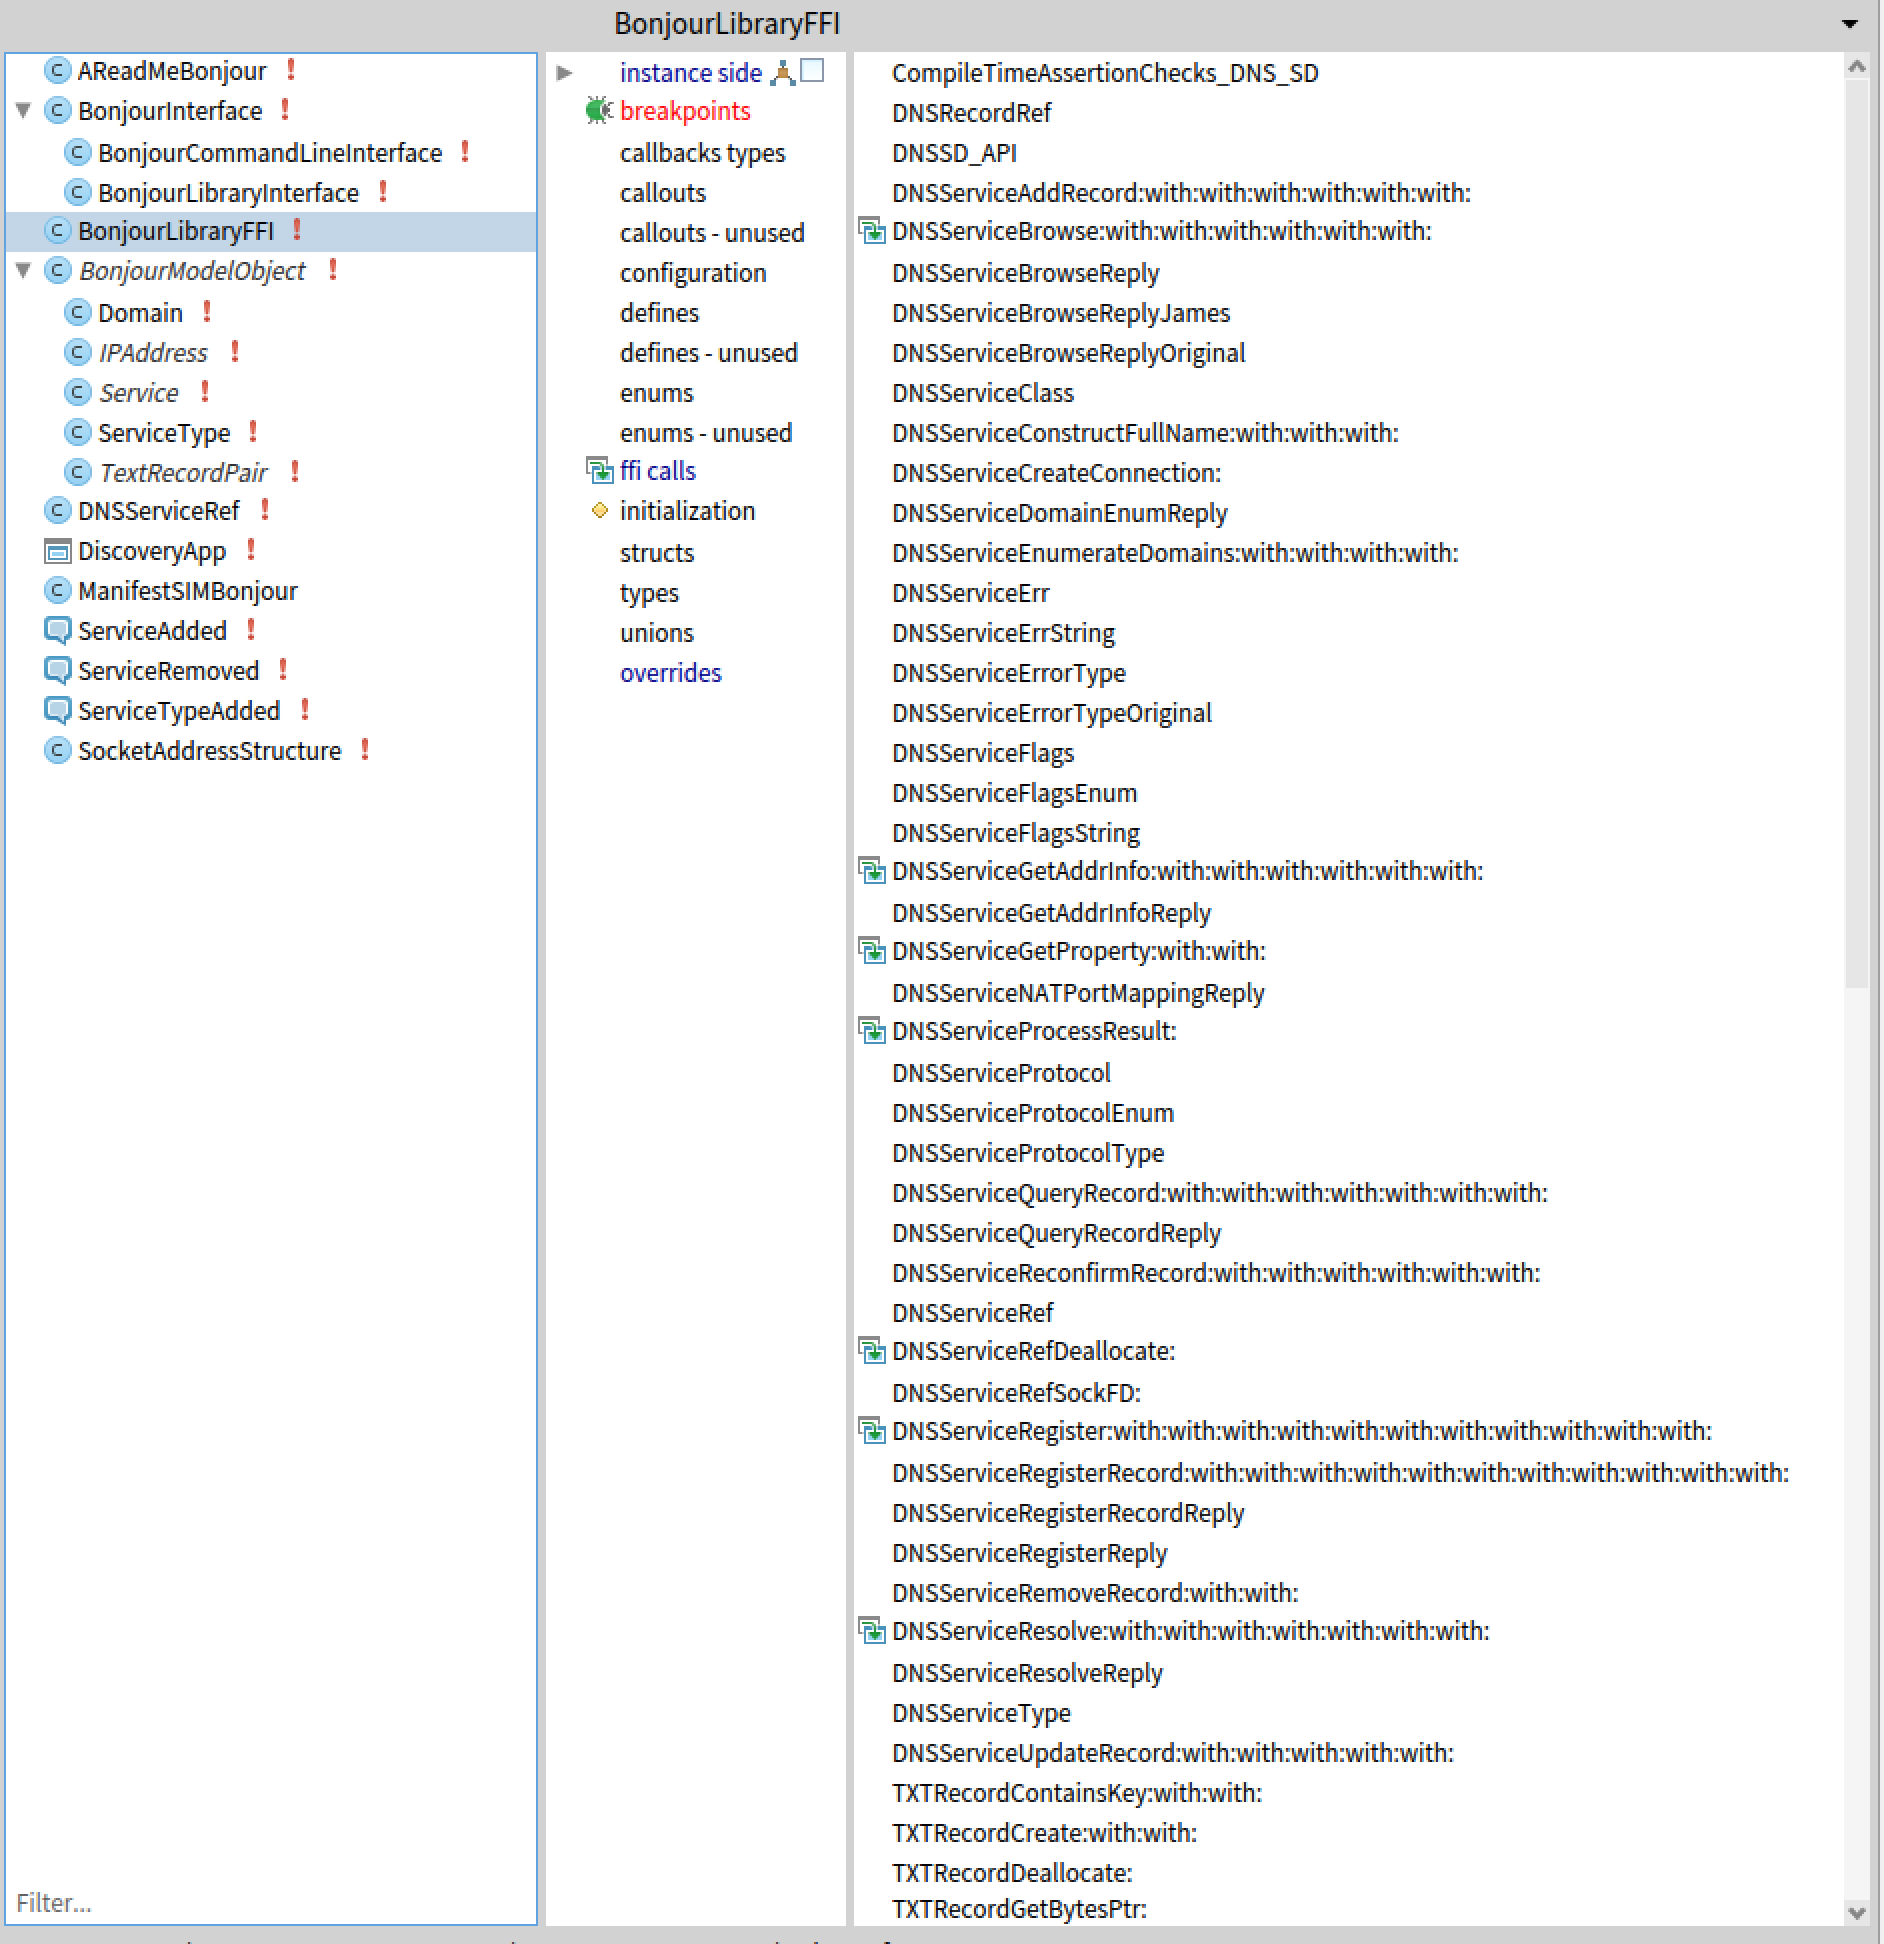 BonjourLibraryFFI
AReadMeBonjour !
BonjourInterface !
BonjourCommandLineInterface !
BonjourLibraryInterface !
BonjourLibraryFFI !
BonjourModelObject !
Domain !
IPAddress !
Service !
ServiceType !
TextRecordPair !
DNSServiceRef !
DiscoveryApp !
ManifestSIMBonjour
ServiceAdded !
ServiceRemoved !
ServiceTypeAdded !
SocketAddressStructure !
Filter...
instance side
breakpoints
callbacks types
callouts
callouts - unused
configuration
defines
defines - unused
enums
enums - unused
ffi calls
initialization
structs
types
unions
overrides
CompileTimeAssertionChecks_DNS_SD
DNSRecordRef
DNSSD_API
DNSServiceAddRecord:with:with:with:with:with:with:
DNSServiceBrowse:with:with:with:with:with:with:
DNSServiceBrowseReply
DNSServiceBrowseReplyJames
DNSServiceBrowseReplyOriginal
DNSServiceClass
DNSServiceConstructFullName:with:with:with:
DNSServiceCreateConnection:
DNSServiceDomainEnumReply
DNSServiceEnumerateDomains:with:with:with:with:
DNSServiceErr
DNSServiceErrString
DNSServiceErrorType
DNSServiceErrorTypeOriginal
DNSServiceFlags
DNSServiceFlagsEnum
DNSServiceFlagsString
DNSServiceGetAddrInfo:with:with:with:with:with:with:
DNSServiceGetAddrInfoReply
DNSServiceGetProperty:with:with:
DNSServiceNATPortMappingReply
DNSServiceProcessResult:
DNSServiceProtocol
DNSServiceProtocolEnum
DNSServiceProtocolType
DNSServiceQueryRecord:with:with:with:with:with:with:with:
DNSServiceQueryRecordReply
DNSServiceReconfirmRecord:with:with:with:with:with:with:
DNSServiceRef
DNSServiceRefDeallocate:
DNSServiceRefSockFD:
DNSServiceRegister:with:with:with:with:with:with:with:with:with:with:with:
DNSServiceRegisterRecord:with:with:with:with:with:with:with:with:with:with:with:
DNSServiceRegisterRecordReply
DNSServiceRegisterReply
DNSServiceRemoveRecord:with:with:
DNSServiceResolve:with:with:with:with:with:with:with:
DNSServiceResolveReply
DNSServiceType
DNSServiceUpdateRecord:with:with:with:with:with:
TXTRecordContainsKey:with:with:
TXTRecordCreate:with:with:
TXTRecordDeallocate:
TXTRecordGetBytesPtr: